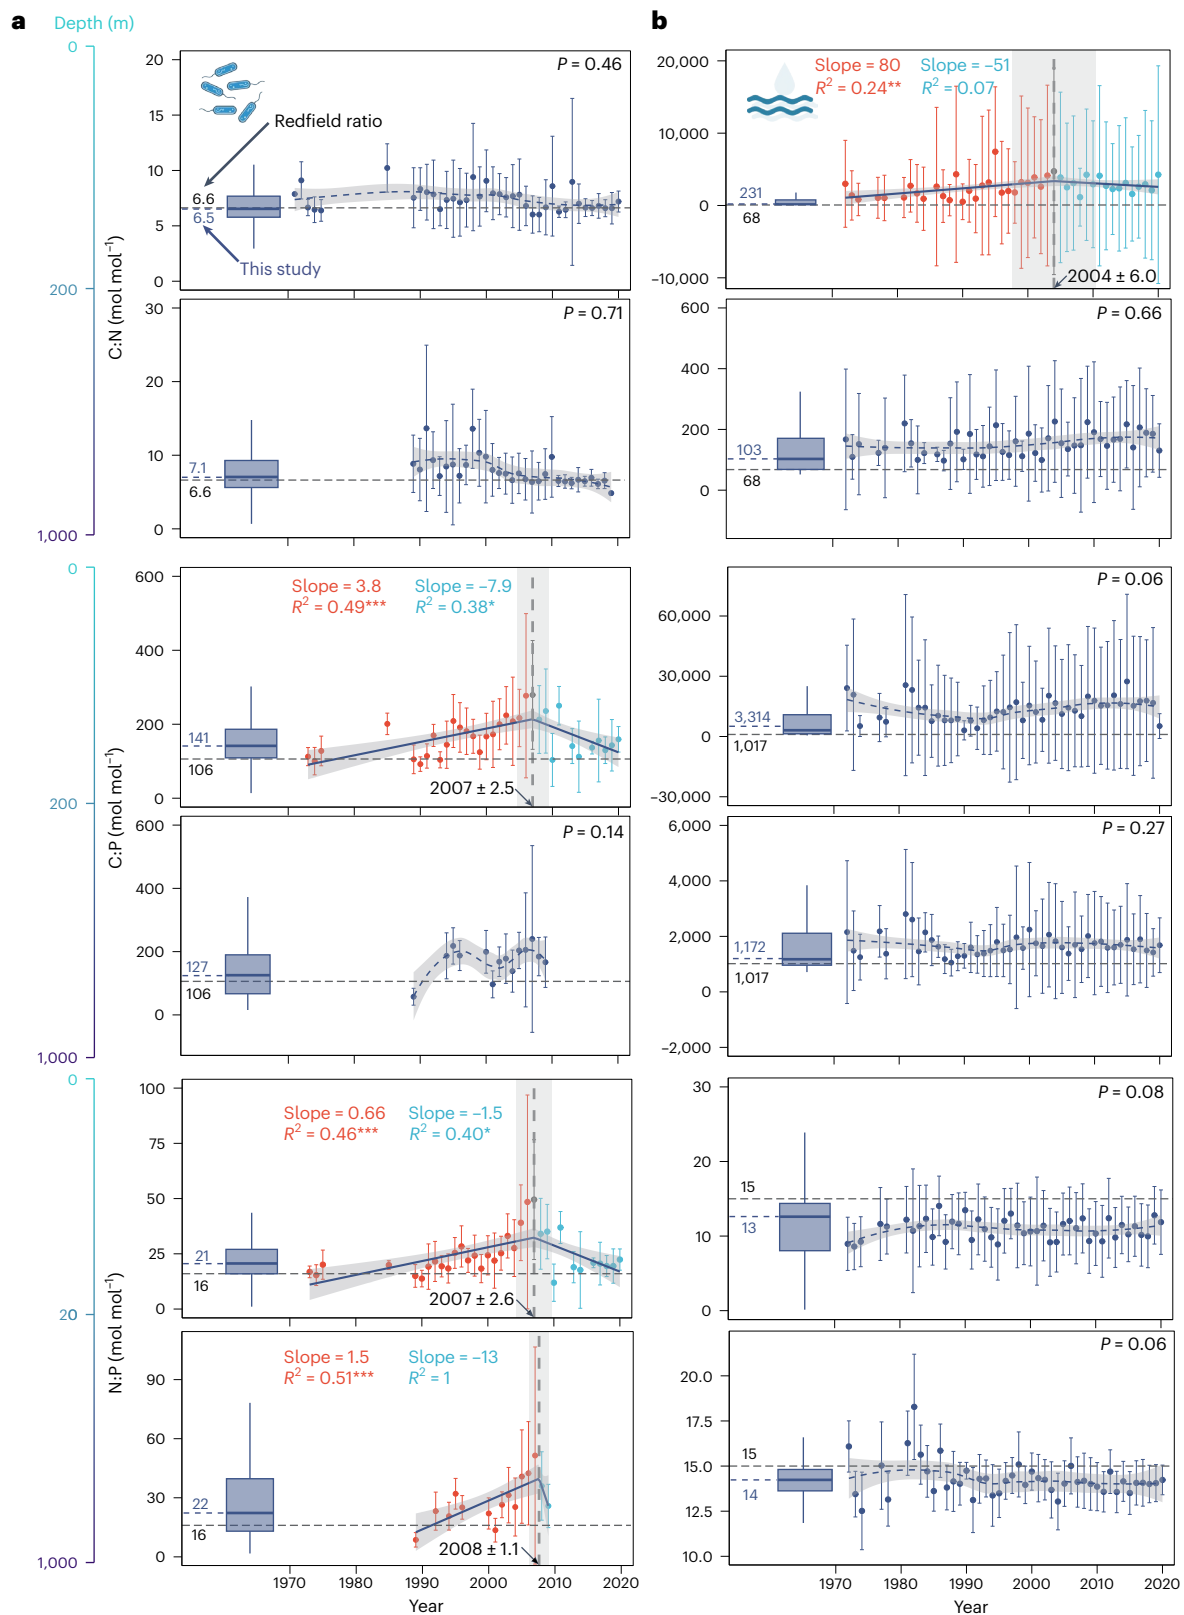 a
b
Depth (m)
0
200
1,000
0
200
1,000
0
20
1,000
C:N (mol mol−1)
C:P (mol mol−1)
N:P (mol mol−1)
20
15
10
5
0
P = 0.46
Redfield ratio
6.6
6.5
This study
30
20
10
0
P = 0.71
7.1
6.6
600
400
200
0
Slope = 3.8
R2 = 0.49***
Slope = −7.9
R2 = 0.38*
141
106
2007 ± 2.5
600
400
200
0
P = 0.14
127
106
100
75
50
25
0
Slope = 0.66
R2 = 0.46***
Slope = −1.5
R2 = 0.40*
21
16
2007 ± 2.6
90
60
30
0
Slope = 1.5
R2 = 0.51***
Slope = −13
R2 = 1
22
16
2008 ± 1.1
1970
1980
1990
2000
2010
2020
Year
20,000
10,000
0
−10,000
Slope = 80
R2 = 0.24**
Slope = −51
R2 = 0.07
231
68
2004 ± 6.0
600
400
200
0
P = 0.66
103
68
60,000
30,000
0
−30,000
P = 0.06
3,314
1,017
6,000
4,000
2,000
0
−2,000
P = 0.27
1,172
1,017
30
20
10
0
P = 0.08
15
13
20.0
17.5
15.0
12.5
10.0
P = 0.06
15
14
1970
1980
1990
2000
2010
2020
Year